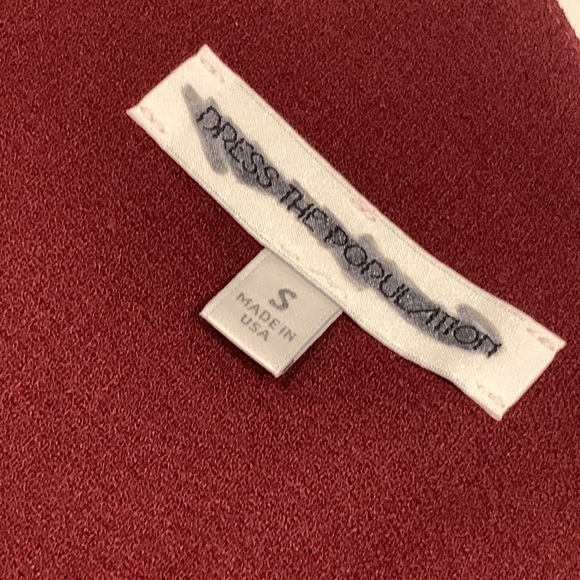 DRESS THE POPULATION
S
MADE IN
USA